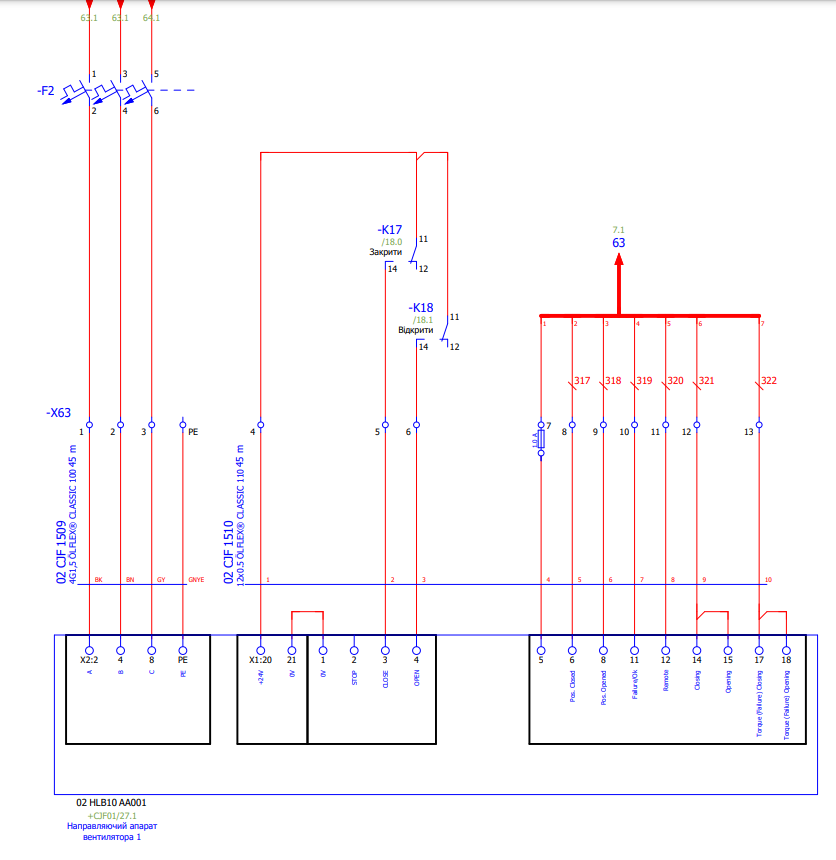 63.1 63.1 64.1
-F2
1 3 5
2 4 6
-K17
/18.0
Закрити
11
14 12
-K18
/18.1
Відкрити
11
14 12
7.1
63
1 2 3 4 5 6 7
317 318 319 320 321 322
-X63
1 2 3 PE 4 5 6 7 8 9 10 11 12 13
1.0 A
02 CJF 1509
4G1,5 ÖLFLEX® CLASSIC 100 45 m
02 CJF 1510
12x0.5 ÖLFLEX® CLASSIC 110 45 m
BK BN GY GNYE 1 2 3 4 5 6 7 8 9 10
X2:2 4 8 PE X1:20 21 1 2 3 4 5 6 8 11 12 14 15 17 18
A
B
C
PE
+24V
0V
0V
STOP
CLOSE
OPEN
Pos. Closed
Pos. Opened
Failure/Ok
Remote
Closing
Opening
Torque (Failure) Closing
Torque (Failure) Opening
02 HLB10 AA001
+CJF01/27.1
Направляючий апарат
вентилятора 1